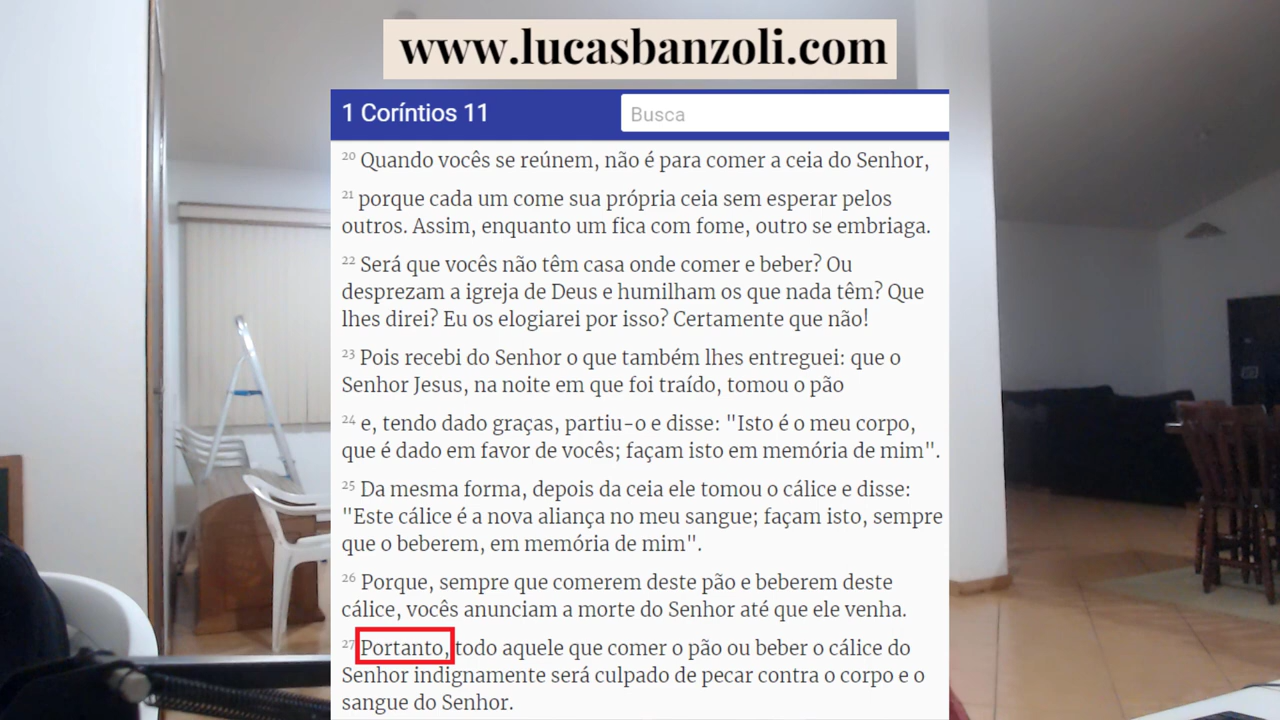 www.lucasbanzoli.com
1 Coríntios 11
Busca
20 Quando vocês se reúnem, não é para comer a ceia do Senhor,
21 porque cada um come sua própria ceia sem esperar pelos
outros. Assim, enquanto um fica com fome, outro se embriaga.
22 Será que vocês não têm casa onde comer e beber? Ou
desprezam a igreja de Deus e humilham os que nada têm? Que
lhes direi? Eu os elogiarei por isso? Certamente que não!
23 Pois recebi do Senhor o que também lhes entreguei: que o
Senhor Jesus, na noite em que foi traído, tomou o pão
24 e, tendo dado graças, partiu-o e disse: "Isto é o meu corpo,
que é dado em favor de vocês; façam isto em memória de mim".
25 Da mesma forma, depois da ceia ele tomou o cálice e disse:
"Este cálice é a nova aliança no meu sangue; façam isto, sempre
que o beberem, em memória de mim".
26 Porque, sempre que comerem deste pão e beberem deste
cálice, vocês anunciam a morte do Senhor até que ele venha.
27 Portanto, todo aquele que comer o pão ou beber o cálice do
Senhor indignamente será culpado de pecar contra o corpo e o
sangue do Senhor.